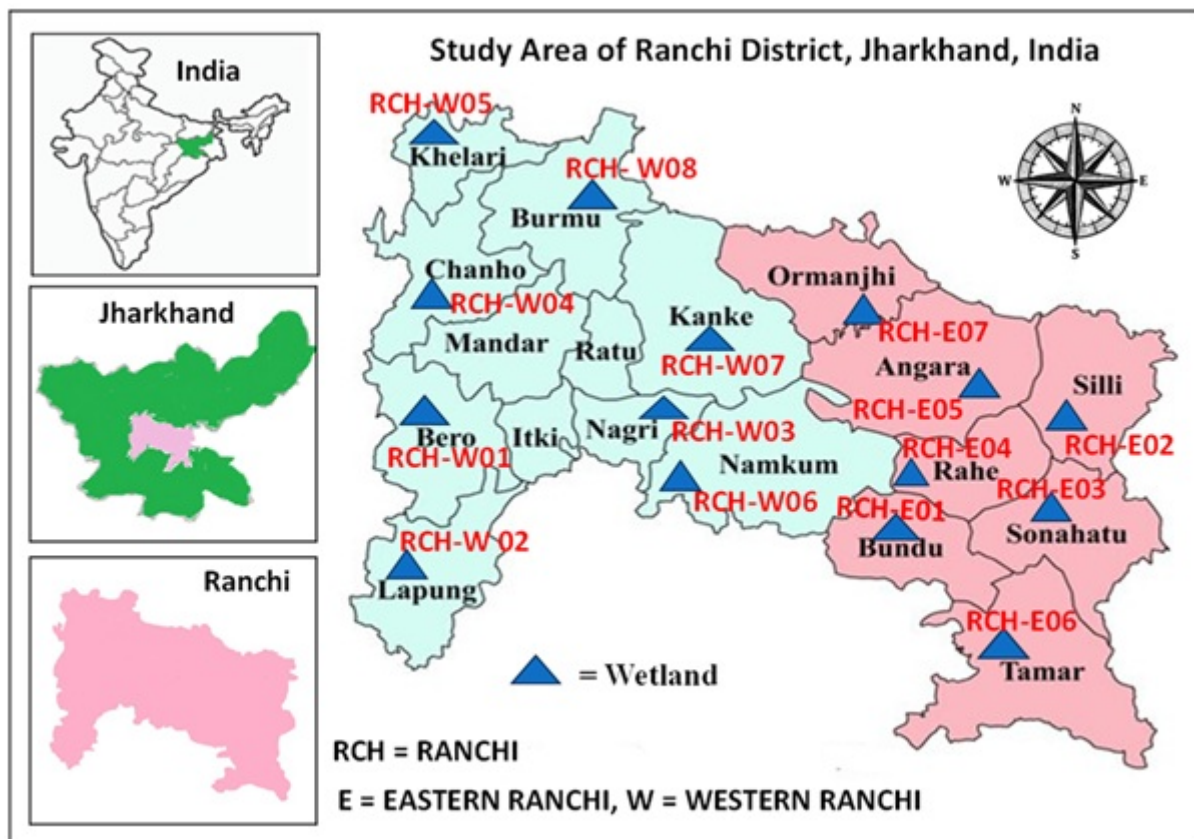 Study Area of Ranchi District, Jharkhand, India
India
Jharkhand
Ranchi
RCH-W05
Khelari
RCH- W08
Burmu
N
W
E
S
Chanho
RCH-W04
Ormanjhi
RCH-E07
Kanke
RCH-W07
Mandar
Ratu
Angara
RCH-E05
Silli
RCH-E02
Bero
RCH-W01
Itki
Nagri
RCH-W03
Namkum
RCH-W06
RCH-E04
Rahe
RCH-E03
Sonahatu
RCH-E01
Bundu
RCH-W 02
Lapung
RCH-E06
Tamar
= Wetland
RCH = RANCHI
E = EASTERN RANCHI, W = WESTERN RANCHI